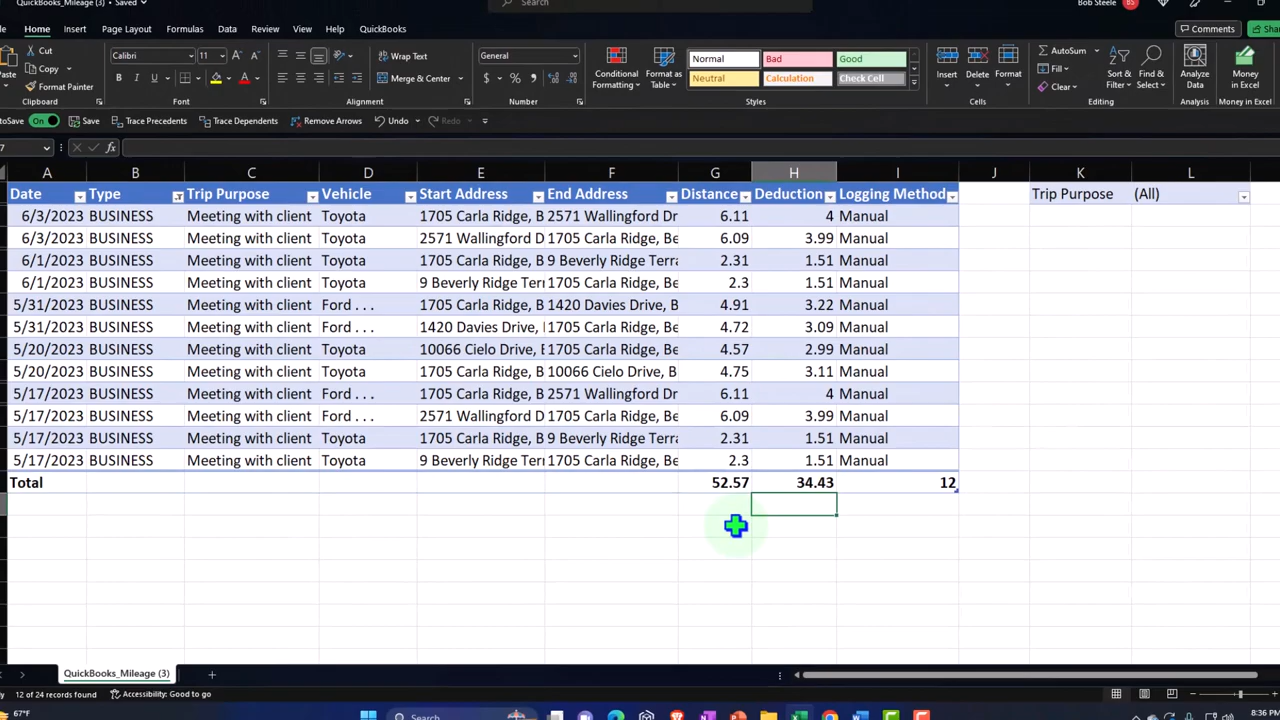 QuickBooks_Mileage (3) • Saved
Search
Bob Steele BS
Home Insert Page Layout Formulas Data Review View Help QuickBooks Comments
Cut
Copy
Format Painter
Clipboard
Calibri 11
B I U A
Font
Wrap Text
Merge & Center
Alignment
General
$ % ,
Number
Conditional Formatting
Format as Table
Normal Bad Good
Neutral Calculation Check Cell
Styles
Insert Delete Format
Cells
AutoSum
Fill
Clear
Sort & Filter
Find & Select
Editing
Analyze Data
Analysis
Money in Excel
Money in Excel
On Save Trace Precedents Trace Dependents Remove Arrows Undo Redo
fx
A B C D E F G H I J K L
Date Type Trip Purpose Vehicle Start Address End Address Distance Deduction Logging Method Trip Purpose (All)
6/3/2023 BUSINESS Meeting with client Toyota 1705 Carla Ridge, B 2571 Wallingford Dr 6.11 4 Manual
6/3/2023 BUSINESS Meeting with client Toyota 2571 Wallingford D 1705 Carla Ridge, Be 6.09 3.99 Manual
6/1/2023 BUSINESS Meeting with client Toyota 1705 Carla Ridge, B 9 Beverly Ridge Terra 2.31 1.51 Manual
6/1/2023 BUSINESS Meeting with client Toyota 9 Beverly Ridge Terr 1705 Carla Ridge, Be 2.3 1.51 Manual
5/31/2023 BUSINESS Meeting with client Ford . . . 1705 Carla Ridge, B 1420 Davies Drive, B 4.91 3.22 Manual
5/31/2023 BUSINESS Meeting with client Ford . . . 1420 Davies Drive, 1705 Carla Ridge, Be 4.72 3.09 Manual
5/20/2023 BUSINESS Meeting with client Toyota 10066 Cielo Drive, 1705 Carla Ridge, Be 4.57 2.99 Manual
5/20/2023 BUSINESS Meeting with client Toyota 1705 Carla Ridge, B 10066 Cielo Drive, B 4.75 3.11 Manual
5/17/2023 BUSINESS Meeting with client Ford . . . 1705 Carla Ridge, B 2571 Wallingford Dr 6.11 4 Manual
5/17/2023 BUSINESS Meeting with client Ford . . . 2571 Wallingford D 1705 Carla Ridge, Be 6.09 3.99 Manual
5/17/2023 BUSINESS Meeting with client Toyota 1705 Carla Ridge, B 9 Beverly Ridge Terra 2.31 1.51 Manual
5/17/2023 BUSINESS Meeting with client Toyota 9 Beverly Ridge Terr 1705 Carla Ridge, Be 2.3 1.51 Manual
Total 52.57 34.43 12
QuickBooks_Mileage (3)
12 of 24 records found Accessibility: Good to go
67°F
Search
8:36 PM